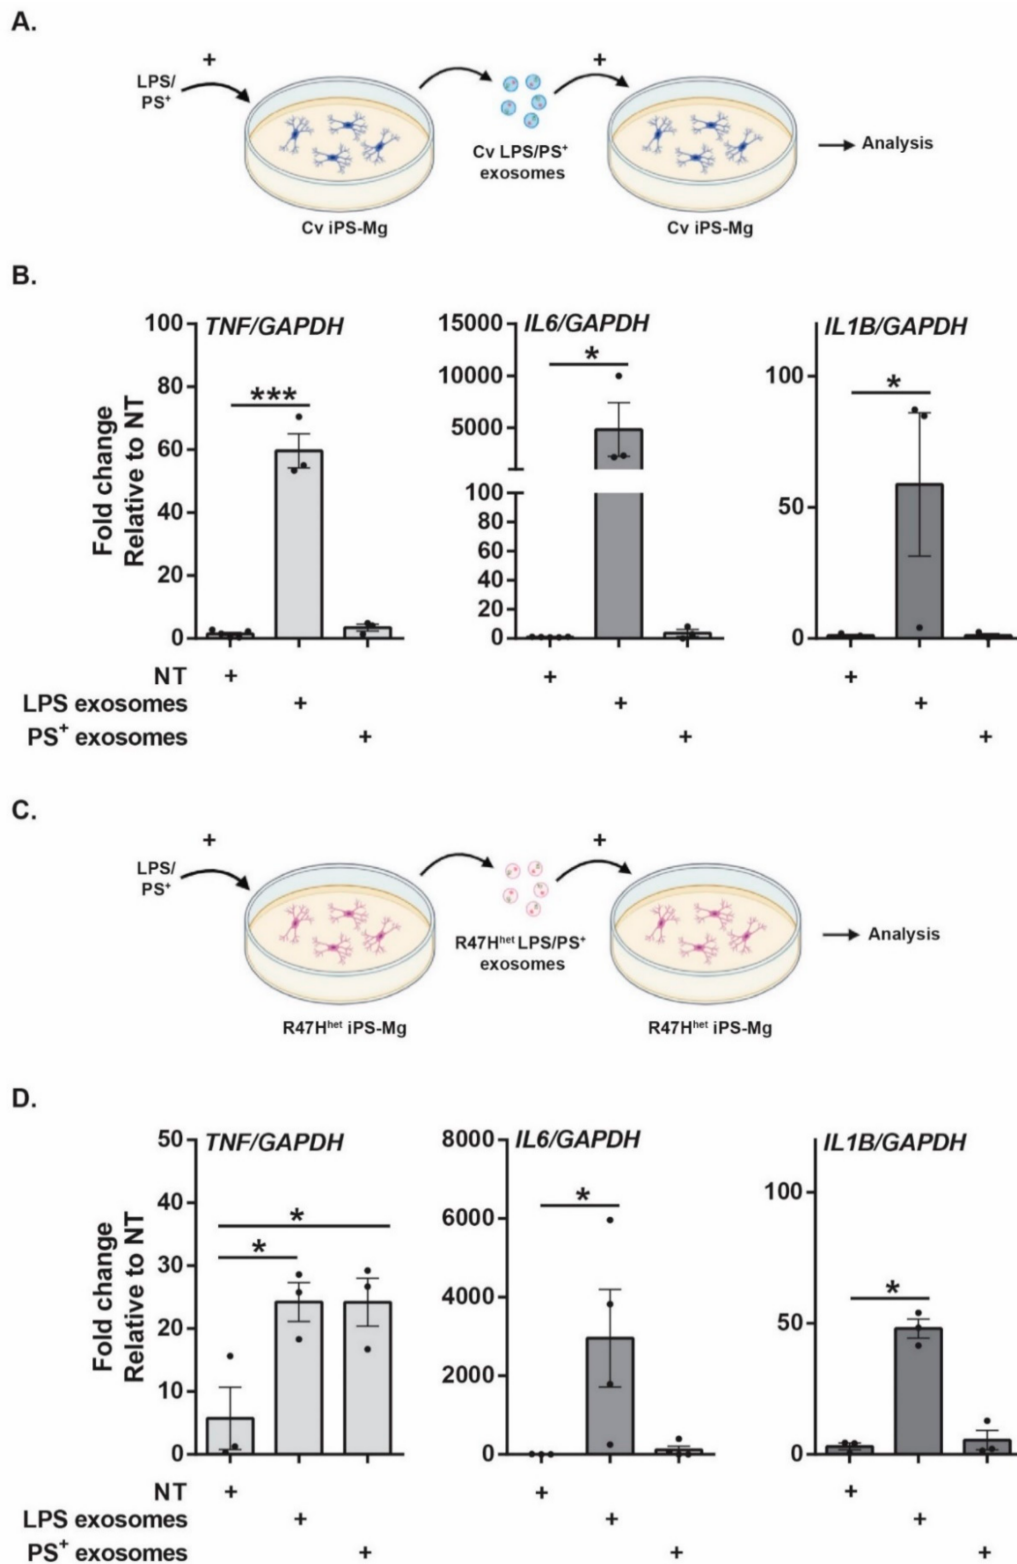 A.
+
+
LPS/
PS⁺
Cv LPS/PS⁺
exosomes
Analysis
Cv iPS-Mg
Cv iPS-Mg
B.
Fold change
Relative to NT
TNF/GAPDH
100
80
60
40
20
0
***
IL6/GAPDH
15000
10000
5000
100
80
60
40
20
0
*
IL1B/GAPDH
100
50
0
*
NT + + +
LPS exosomes + + +
PS⁺ exosomes + + +
C.
+
+
LPS/
PS⁺
R47Hʰᵉᵗ LPS/PS⁺
exosomes
Analysis
R47Hʰᵉᵗ iPS-Mg
R47Hʰᵉᵗ iPS-Mg
D.
Fold change
Relative to NT
TNF/GAPDH
50
40
30
20
10
0
*
*
IL6/GAPDH
8000
6000
4000
2000
0
*
IL1B/GAPDH
100
50
0
*
NT + + +
LPS exosomes + + +
PS⁺ exosomes + + +